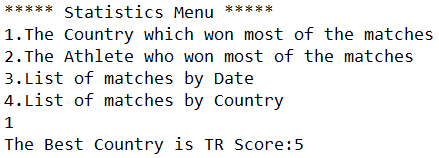 ***** Statistics Menu *****
1.The Country which won most of the matches
2.The Athlete who won most of the matches
3.List of matches by Date
4.List of matches by Country
1
The Best Country is TR Score:5